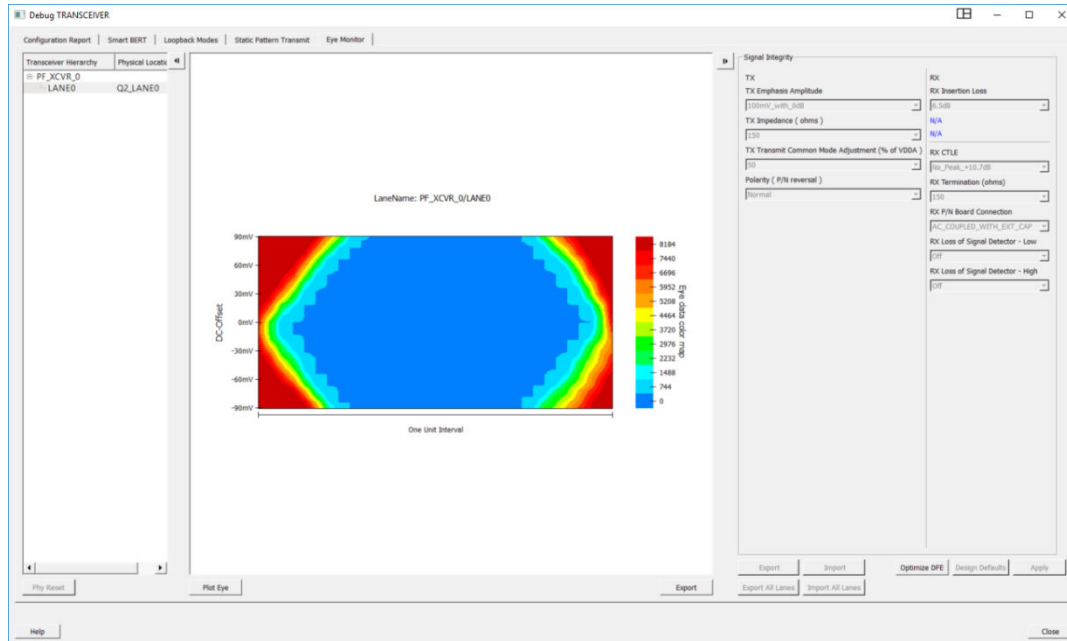 Debug TRANSCEIVER
Configuration Report
Smart BERT
Loopback Modes
Static Pattern Transmit
Eye Monitor
Transceiver Hierarchy
Physical Locatic
PF_XCVR_0
LANE0
Q2_LANE0
Phy Reset
LaneName: PF_XCVR_0/LANE0
DC-Offset
90mV
60mV
30mV
0mV
-30mV
-60mV
-90mV
One Unit Interval
8184
7440
6696
5952
5208
4464
3720
2976
2232
1488
744
0
Eye data color map
Plot Eye
Export
Signal Integrity
TX
TX Emphasis Amplitude
100mV_with_0dB
TX Impedance ( ohms )
150
TX Transmit Common Mode Adjustment (% of VDDA )
50
Polarity ( P/N reversal )
Normal
RX
RX Insertion Loss
6.5dB
N/A
N/A
RX CTLE
No_Peak_+10.7dB
RX Termination (ohms)
150
RX P/N Board Connection
AC_COUPLED_WITH_EXT_CAP
RX Loss of Signal Detector - Low
Off
RX Loss of Signal Detector - High
Off
Export
Import
Optimize DFE
Design Defaults
Apply
Export All Lanes
Import All Lanes
Help
Close